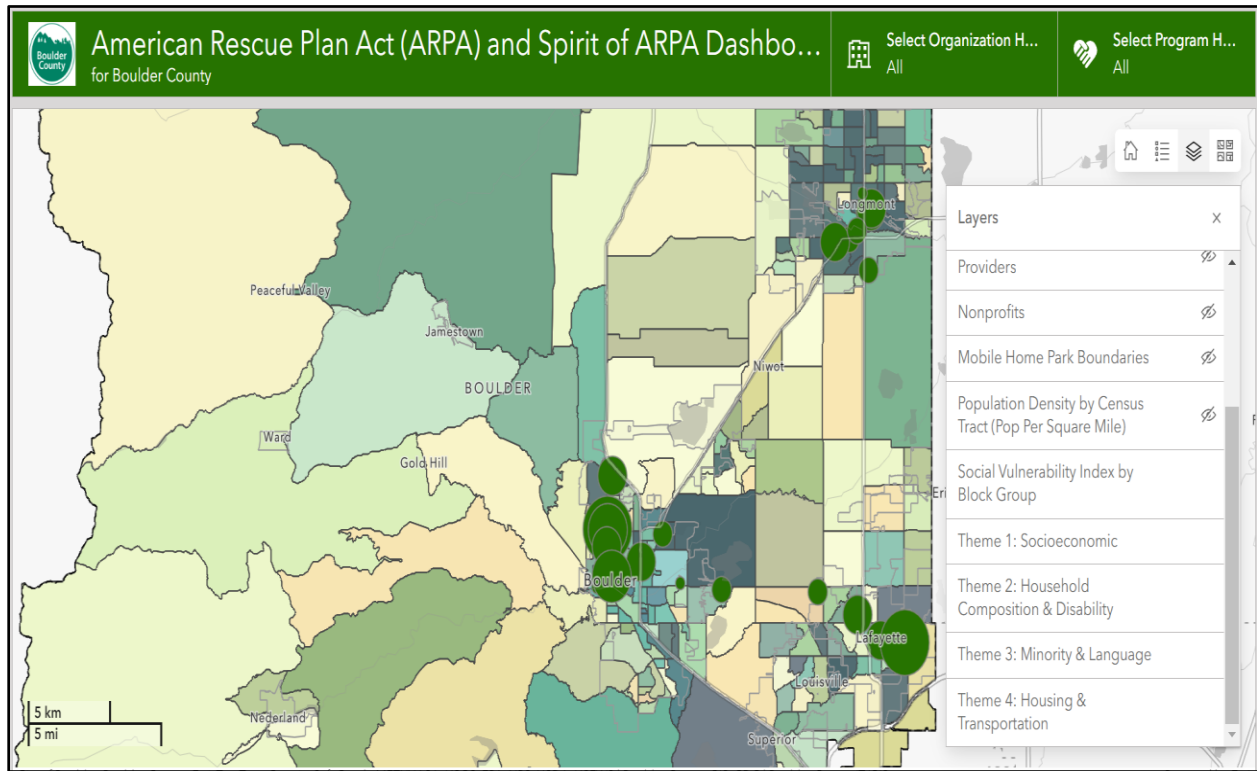 Boulder
County
American Rescue Plan Act (ARPA) and Spirit of ARPA Dashbo...
for Boulder County
Select Organization H...
All
Select Program H...
All
Longmont
Peaceful Valley
Jamestown
BOULDER
Niwot
Ward
Gold Hill
Eri
Boulder
Lafayette
Louisville
Nederland
Superior
5 km
5 mi
Layers
X
Providers
Nonprofits
Mobile Home Park Boundaries
Population Density by Census
Tract (Pop Per Square Mile)
Social Vulnerability Index by
Block Group
Theme 1: Socioeconomic
Theme 2: Household
Composition & Disability
Theme 3: Minority & Language
Theme 4: Housing &
Transportation